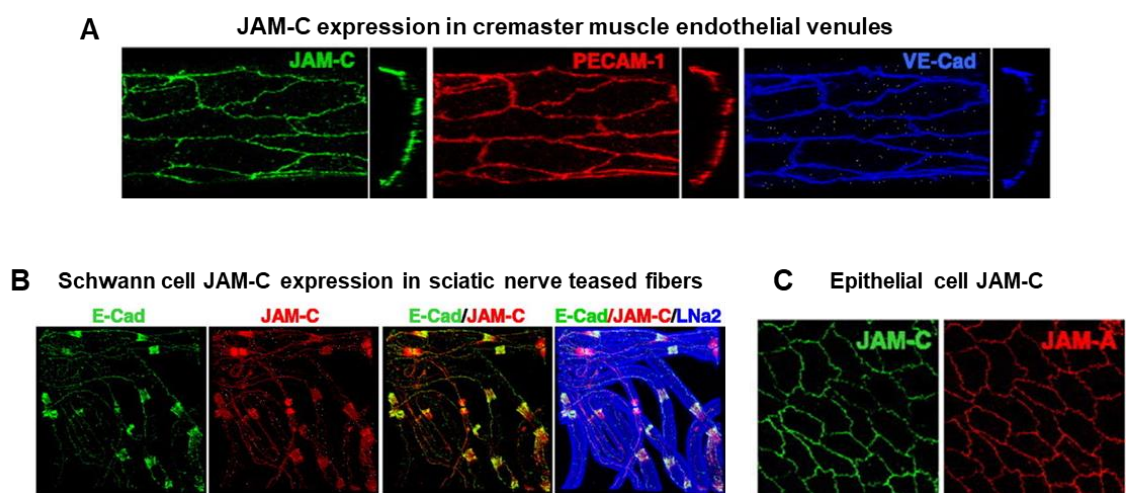 A JAM-C expression in cremaster muscle endothelial venules
JAM-C PECAM-1 VE-Cad
B Schwann cell JAM-C expression in sciatic nerve teased fibers
E-Cad JAM-C E-Cad/JAM-C E-Cad/JAM-C/LNa2
C Epithelial cell JAM-C
JAM-C JAM-A